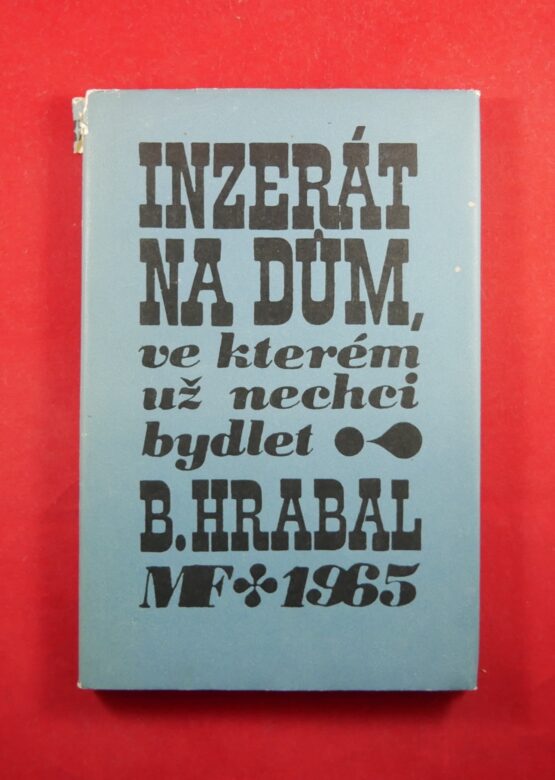 INZERÁT
NA DŮM,
ve kterém
už nechci
bydlet
B. HRABAL
MF 1965